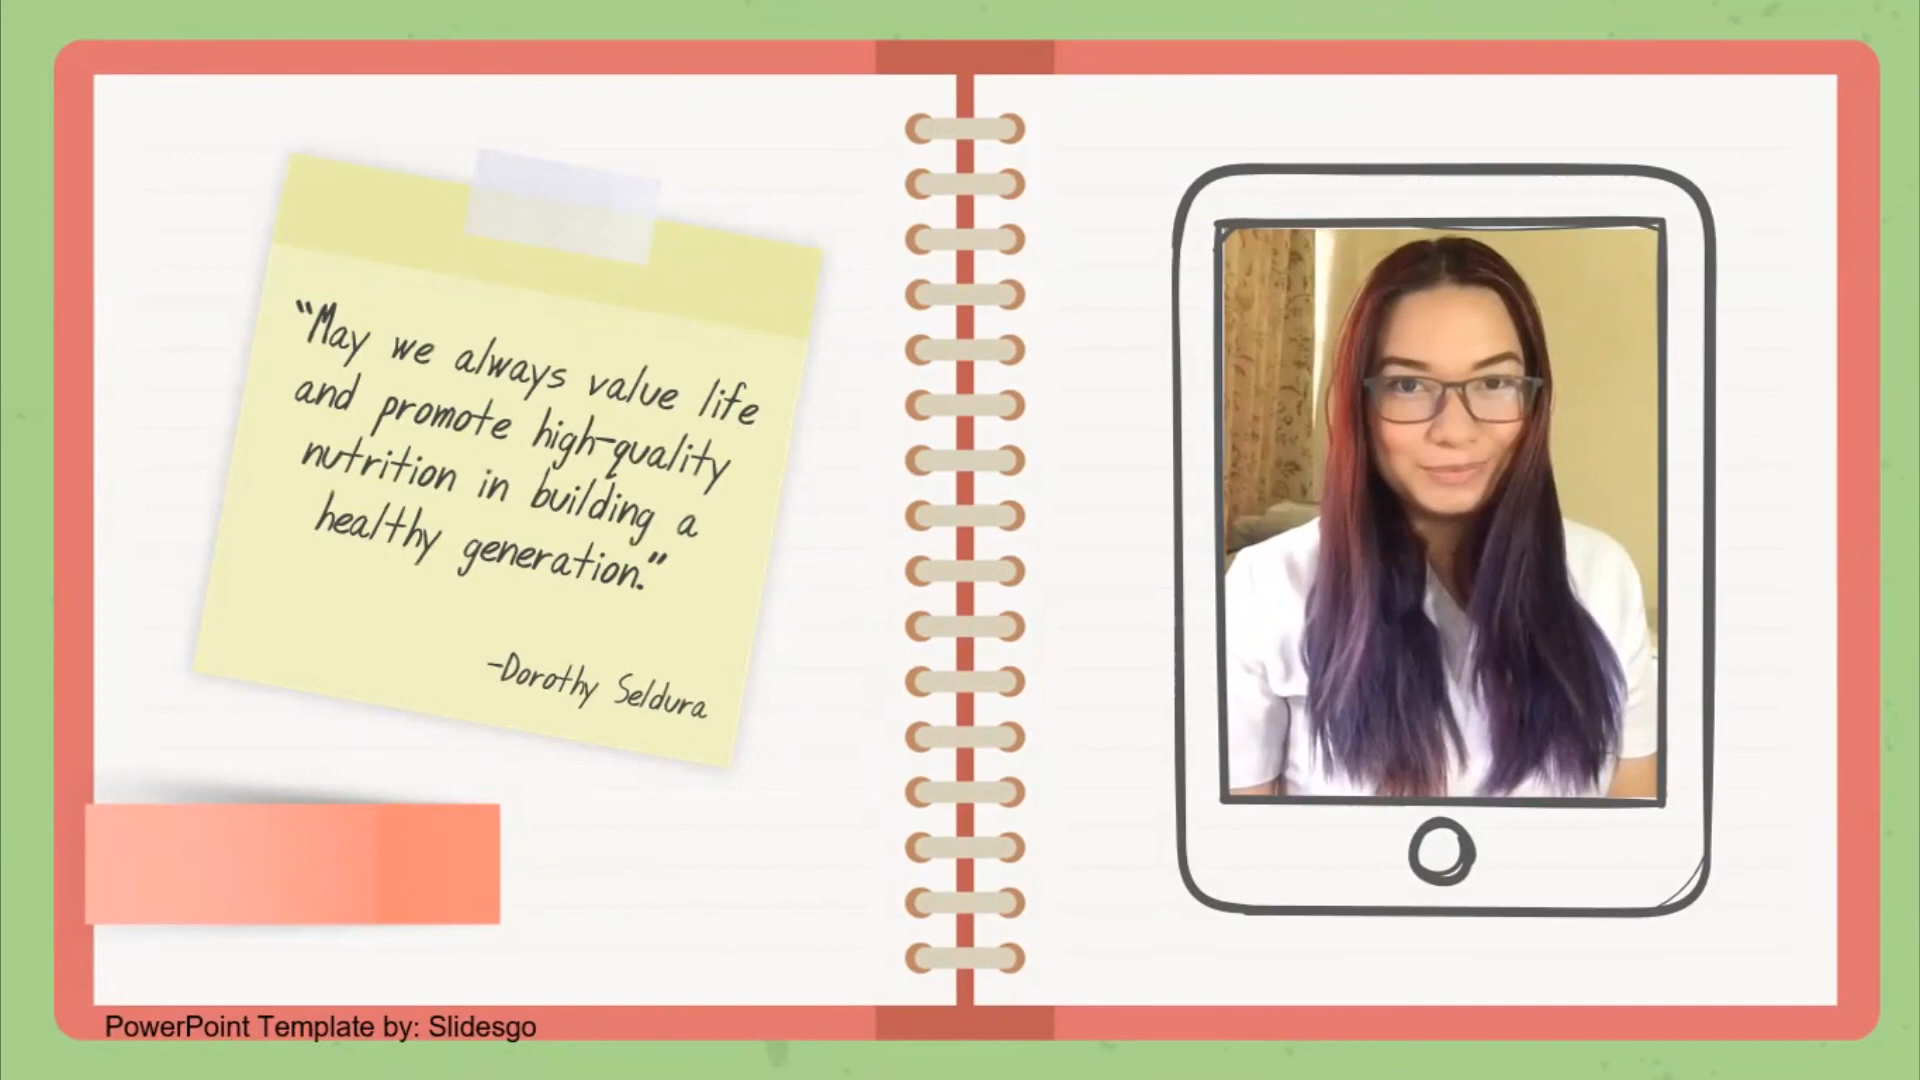 “May we always value life
and promote high-quality
nutrition in building a
healthy generation.”
-Dorothy Seldura
PowerPoint Template by: Slidesgo